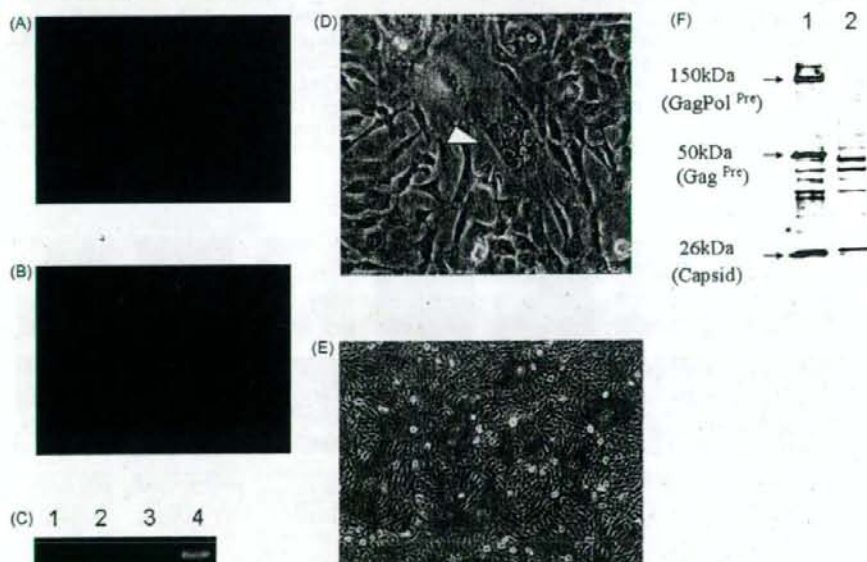 (A)
(B)
(C) 1 2 3 4
(D)
(E)
(F) 1 2
150kDa
(GagPol Pre)
50kDa
(Gag Pre)
26kDa
(Capsid)